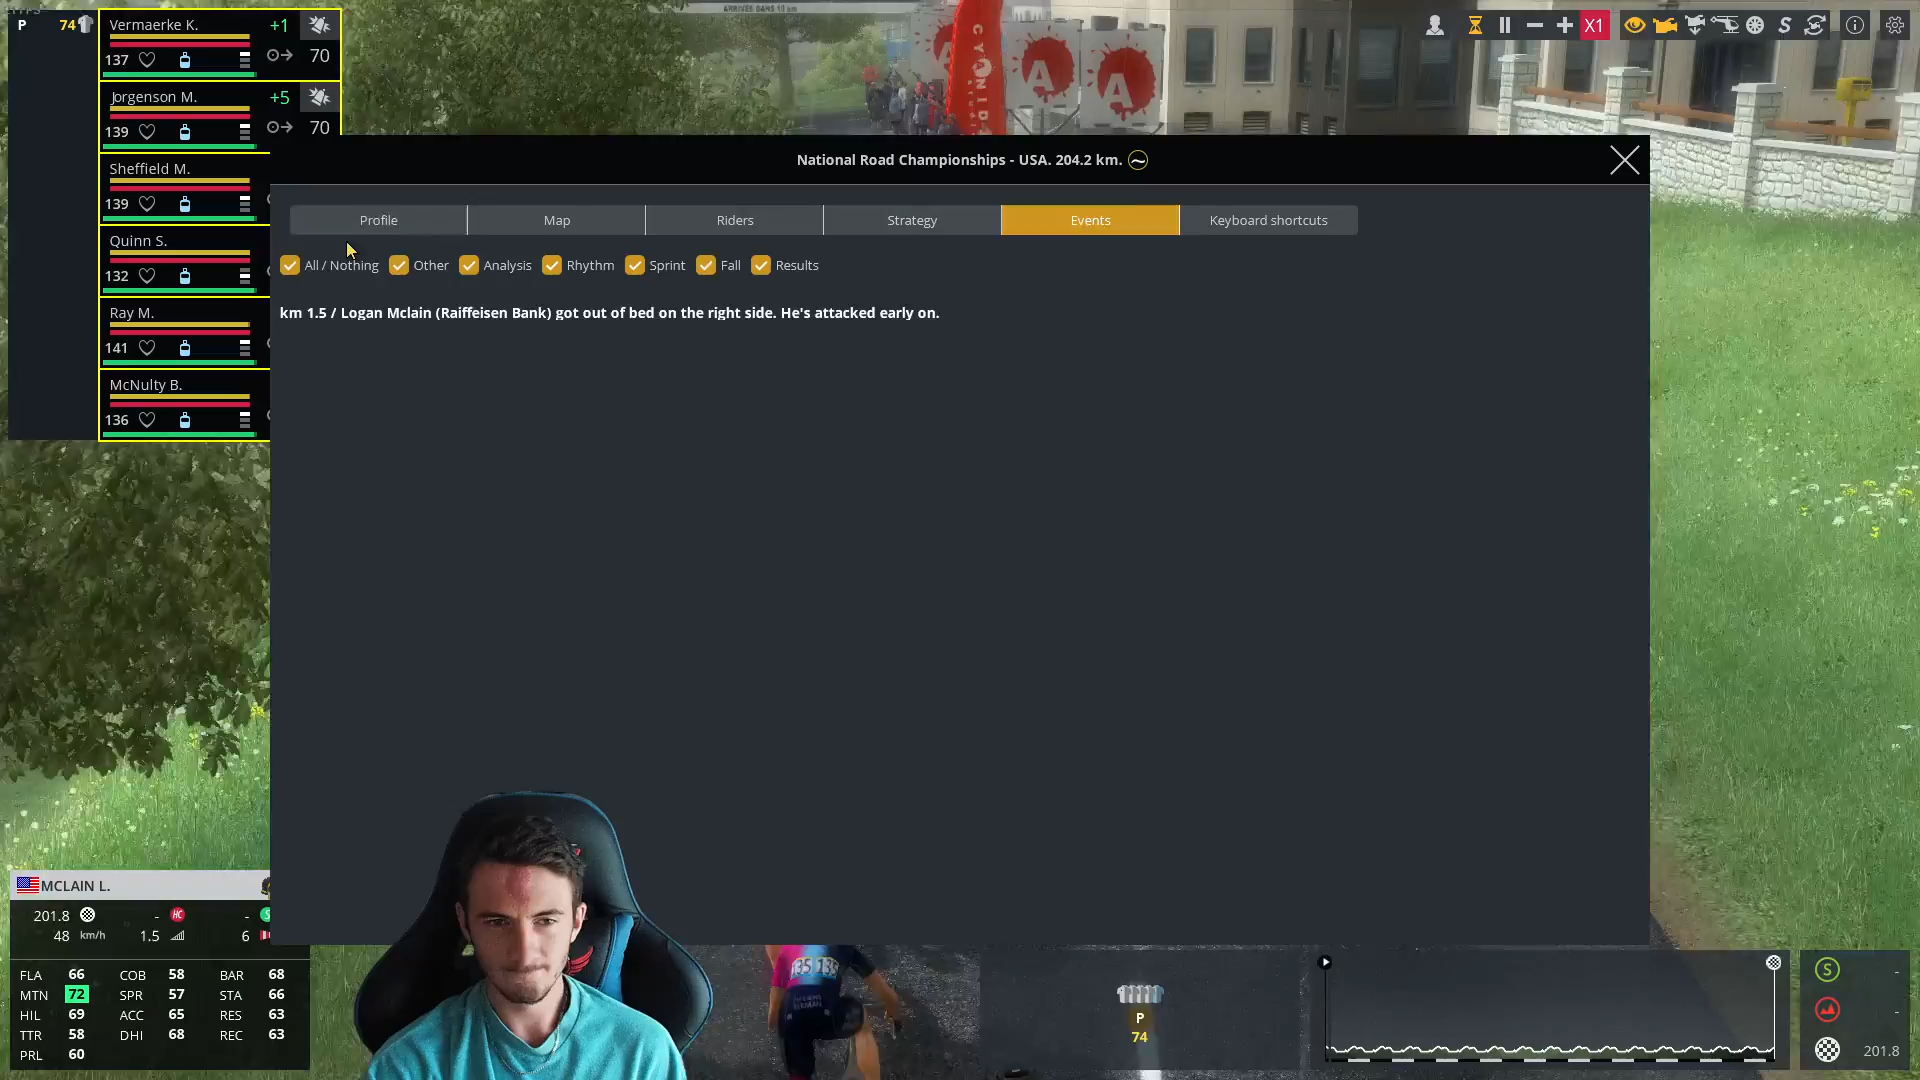 P 74
Vermaerke K. +1
137 70
Jorgenson M. +5
139 70
Sheffield M.
139
Quinn S.
132
Ray M.
141
McNulty B.
136
X1
S
National Road Championships - USA. 204.2 km.
Profile Map Riders Strategy Events Keyboard shortcuts
All / Nothing Other Analysis Rhythm Sprint Fall Results
km 1.5 / Logan Mclain (Raiffeisen Bank) got out of bed on the right side. He's attacked early on.
MCLAIN L.
201.8 - HC -
48 km/h 1.5 6
FLA 66 COB 58 BAR 68
MTN 72 SPR 57 STA 66
HIL 69 ACC 65 RES 63
TTR 58 DHI 68 REC 63
PRL 60
135 135
P
74
S -
-
201.8